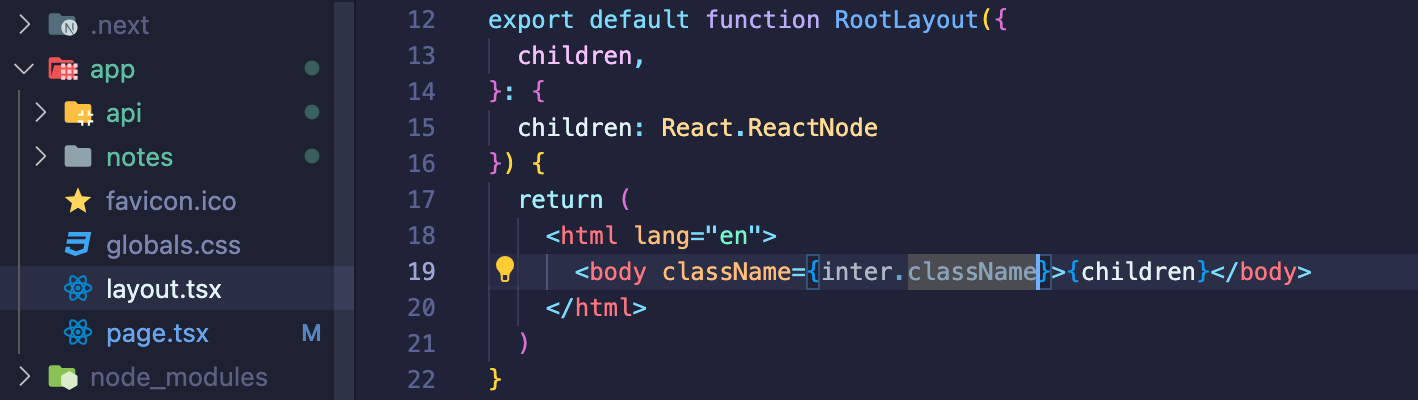 .next
app
api
notes
favicon.ico
globals.css
layout.tsx
page.tsx M
node_modules
12 export default function RootLayout({
13   children,
14 }: {
15   children: React.ReactNode
16 }) {
17   return (
18     <html lang="en">
19       <body className={inter.className}>{children}</body>
20     </html>
21   )
22 }